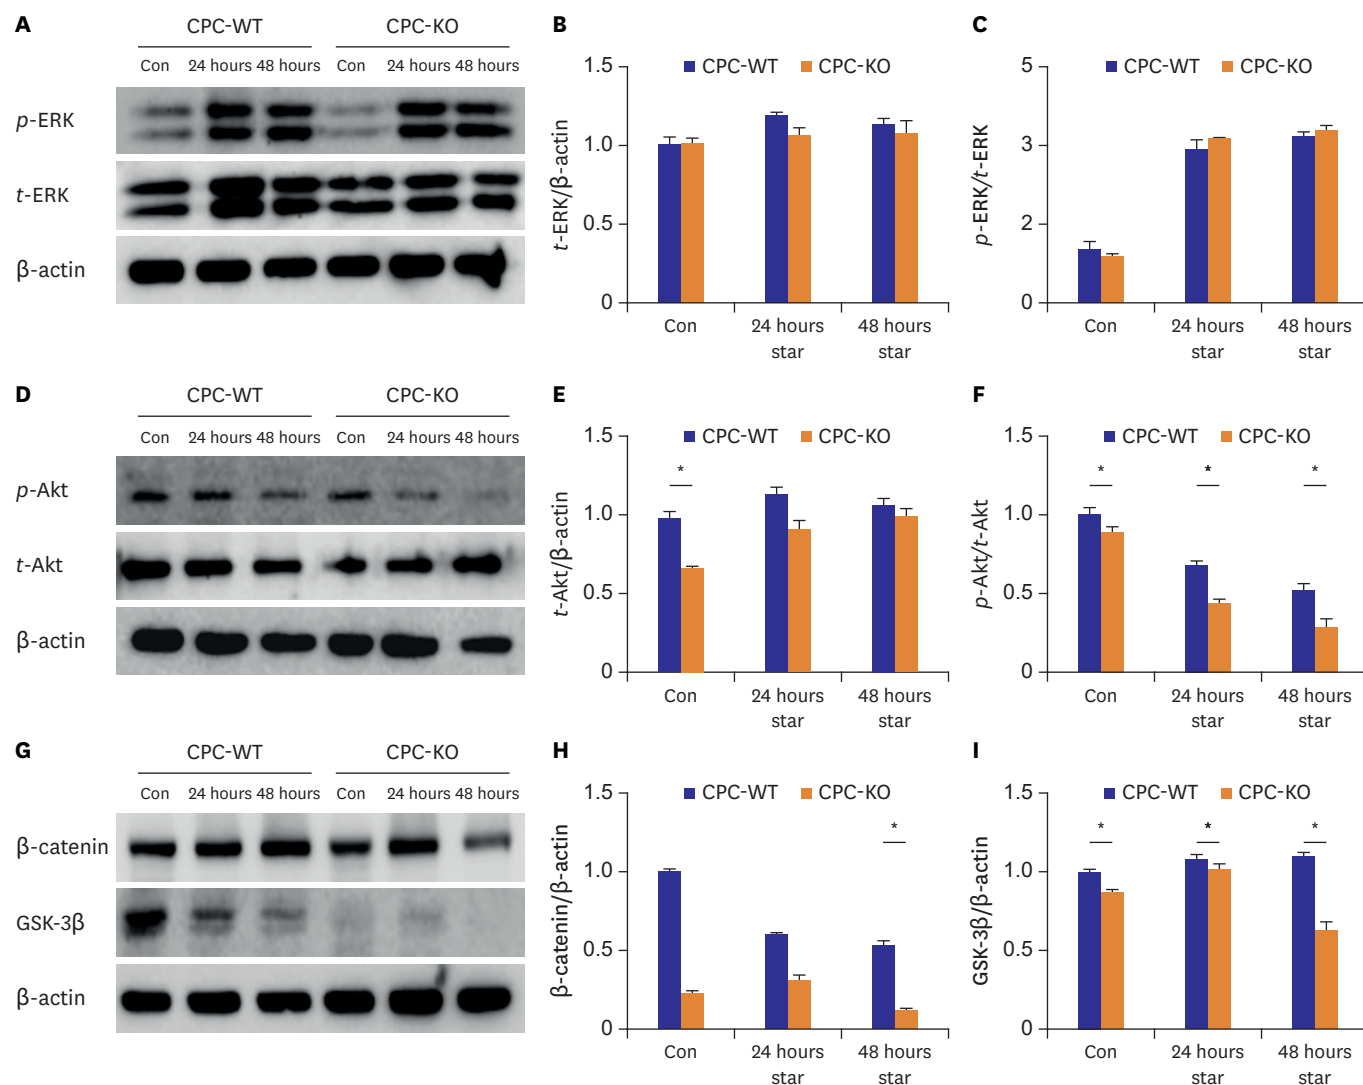 A
CPC-WT CPC-KO
Con 24 hours 48 hours Con 24 hours 48 hours
p-ERK
t-ERK
β-actin
B
CPC-WT CPC-KO
t-ERK/β-actin
1.5
1.0
0.5
0
Con 24 hours 48 hours
star star
C
CPC-WT CPC-KO
p-ERK/t-ERK
5
3
2
0
Con 24 hours 48 hours
star star
D
CPC-WT CPC-KO
Con 24 hours 48 hours Con 24 hours 48 hours
p-Akt
t-Akt
β-actin
E
CPC-WT CPC-KO
t-Akt/β-actin
1.5
1.0
0.5
0
*
Con 24 hours 48 hours
star star
F
CPC-WT CPC-KO
p-Akt/t-Akt
1.5
1.0
0.5
0
* * *
Con 24 hours 48 hours
star star
G
CPC-WT CPC-KO
Con 24 hours 48 hours Con 24 hours 48 hours
β-catenin
GSK-3β
β-actin
H
CPC-WT CPC-KO
β-catenin/β-actin
1.5
1.0
0.5
0
*
Con 24 hours 48 hours
star star
I
CPC-WT CPC-KO
GSK-3β/β-actin
1.5
1.0
0.5
0
* * *
Con 24 hours 48 hours
star star